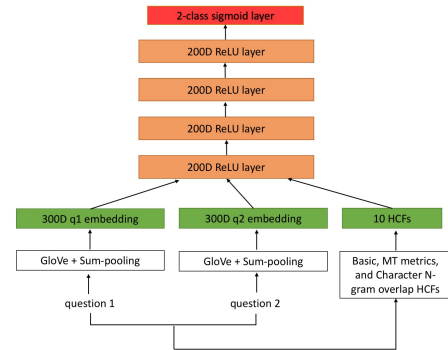 2-class sigmoid layer
200D ReLU layer
200D ReLU layer
200D ReLU layer
200D ReLU layer
300D q1 embedding
300D q2 embedding
10 HCFs
GloVe + Sum-pooling
GloVe + Sum-pooling
Basic, MT metrics,
and Character N-
gram overlap HCFs
question 1
question 2